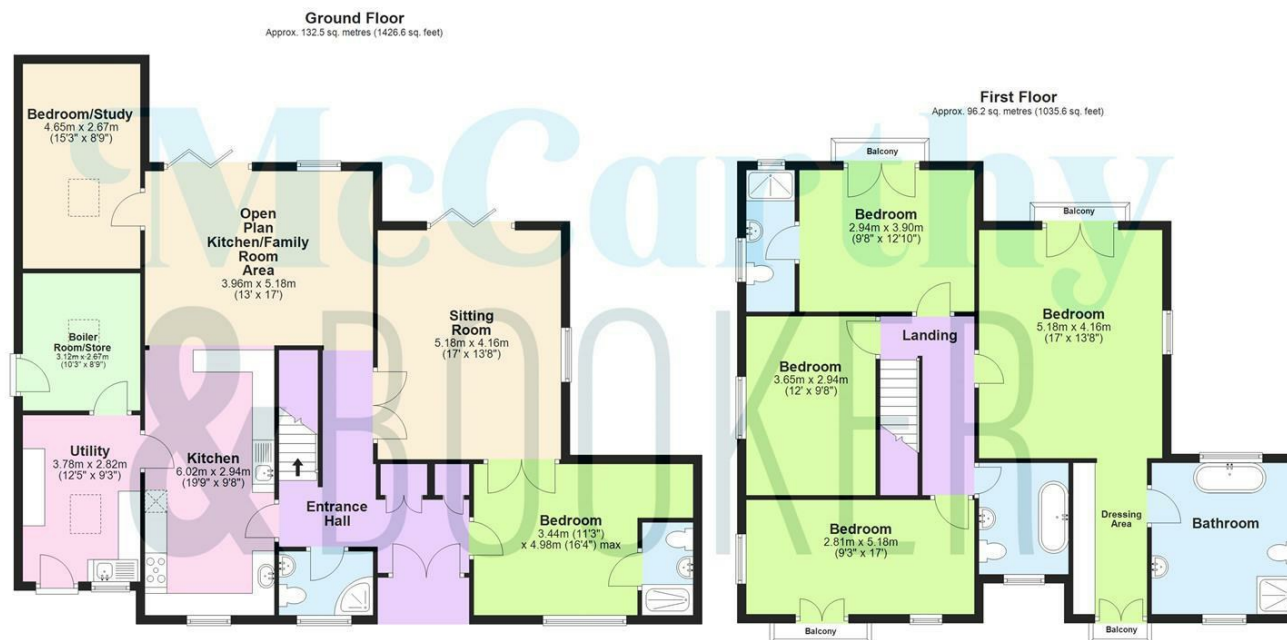 Ground Floor
Approx. 132.5 sq. metres (1426.6 sq. feet)
Bedroom/Study
4.65m x 2.67m
(15'3" x 8'9")
Open
Plan
Kitchen/Family
Room
Area
3.96m x 5.18m
(13' x 17')
Sitting
Room
5.18m x 4.16m
(17' x 13'8")
Boiler
Room/Store
3.12m x 2.67m
(10'3" x 8'9")
Utility
3.78m x 2.82m
(12'5" x 9'3")
Kitchen
6.02m x 2.94m
(19'9" x 9'8")
Entrance
Hall
Bedroom
3.44m (11'3")
x 4.98m (16'4") max
First Floor
Approx. 96.2 sq. metres (1035.6 sq. feet)
Balcony
Bedroom
2.94m x 3.90m
(9'8" x 12'10")
Balcony
Landing
Bedroom
5.18m x 4.16m
(17' x 13'8")
Bedroom
3.65m x 2.94m
(12' x 9'8")
Bedroom
2.81m x 5.18m
(9'3" x 17')
Dressing
Area
Bathroom
Balcony
Balcony
McCarthy
& BOOKER